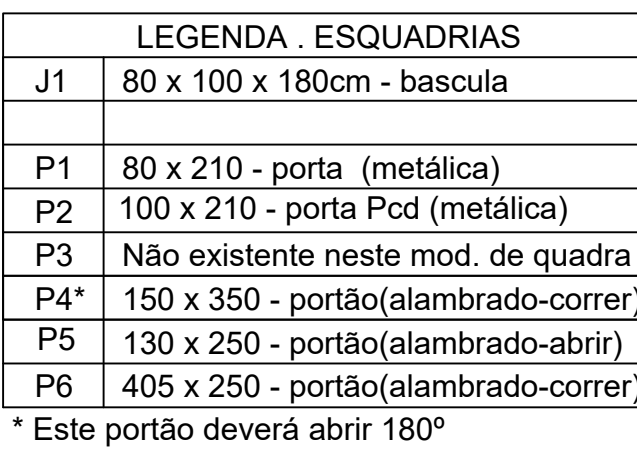 LEGENDA . ESQUADRIAS
J1 80 x 100 x 180cm - bascula
P1 80 x 210 - porta (metálica)
P2 100 x 210 - porta Pcd (metálica)
P3 Não existente neste mod. de quadra
P4* 150 x 350 - portão(alambrado-correr)
P5 130 x 250 - portão(alambrado-abrir)
P6 405 x 250 - portão(alambrado-correr)
* Este portão deverá abrir 180º